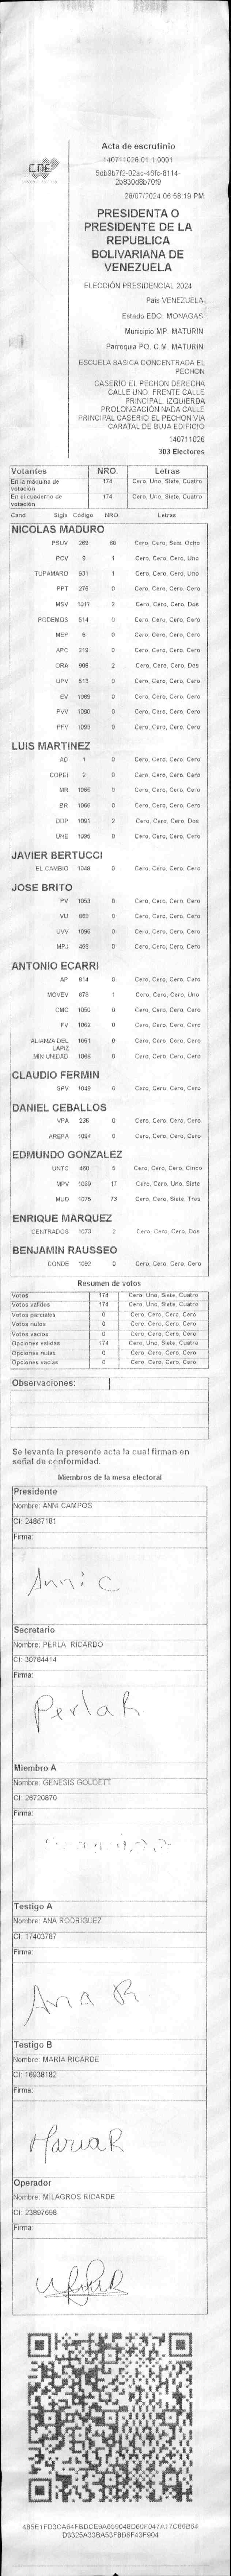 CNE
Acta de escrutinio
140711026.01.1.0001
28/07/2024 06:58:19 PM
PRESIDENTA O
PRESIDENTE DE LA
REPUBLICA
BOLIVARIANA DE
VENEZUELA
ELECCIÓN PRESIDENCIAL 2024
País VENEZUELA.
Estado EDO. MONAGAS
Municipio MP. MATURIN
Parroquia PQ. C.M. MATURIN
ESCUELA BASICA CONCENTRADA EL
PECHON
CASERIO EL PECHON DERECHA
CALLE UNO. FRENTE CALLE
PRINCIPAL. IZQUIERDA
PROLONGACIÓN NADA CALLE
PRINCIPAL CASERIO EL PECHON VIA
CARATAL DE BUJA EDIFICIO
140711026
303 Electores
Votantes NRO. Letras
En la máquina de votación 174 Cero, Uno, Siete, Cuatro
En el cuaderno de votación 174 Cero, Uno, Siete, Cuatro
Cand. Sigla Código NRO. Letras
NICOLAS MADURO
PSUV 269 68 Cero, Cero, Seis, Ocho
PCV 5 1 Cero, Cero, Cero, Uno
TUPAMARO 531 1 Cero, Cero, Cero, Uno
PPT 276 0 Cero, Cero, Cero, Cero
MSV 1017 2 Cero, Cero, Cero, Dos
PODEMOS 514 0 Cero, Cero, Cero, Cero
MEP 6 0 Cero, Cero, Cero, Cero
APC 219 0 Cero, Cero, Cero, Cero
ORA 906 2 Cero, Cero, Cero, Dos
UPV 613 0 Cero, Cero, Cero, Cero
EV 1089 0 Cero, Cero, Cero, Cero
PVV 1090 0 Cero, Cero, Cero, Cero
PFV 1093 0 Cero, Cero, Cero, Cero
LUIS MARTINEZ
AD 1 0 Cero, Cero, Cero, Cero
COPEI 2 0 Cero, Cero, Cero, Cero
MR 1065 0 Cero, Cero, Cero, Cero
BR 1066 0 Cero, Cero, Cero, Cero
DDP 1091 2 Cero, Cero, Cero, Dos
UNE 1095 0 Cero, Cero, Cero, Cero
JAVIER BERTUCCI
EL CAMBIO 1048 0 Cero, Cero, Cero, Cero
JOSE BRITO
PV 1053 0 Cero, Cero, Cero, Cero
VU 869 0 Cero, Cero, Cero, Cero
UVV 1096 0 Cero, Cero, Cero, Cero
MPJ 459 0 Cero, Cero, Cero, Cero
ANTONIO ECARRI
AP 614 0 Cero, Cero, Cero, Cero
MOVEV 676 1 Cero, Cero, Cero, Uno
CMC 1050 0 Cero, Cero, Cero, Cero
FV 1062 0 Cero, Cero, Cero, Cero
ALIANZA DEL LAPIZ 1051 0 Cero, Cero, Cero, Cero
MIN UNIDAD 1068 0 Cero, Cero, Cero, Cero
CLAUDIO FERMIN
SPV 1049 0 Cero, Cero, Cero, Cero
DANIEL CEBALLOS
VPA 236 0 Cero, Cero, Cero, Cero
AREPA 1094 0 Cero, Cero, Cero, Cero
EDMUNDO GONZALEZ
UNTC 460 5 Cero, Cero, Cero, Cinco
MPV 1069 17 Cero, Cero, Uno, Siete
MUD 1075 73 Cero, Cero, Siete, Tres
ENRIQUE MARQUEZ
CENTRADOS 1073 2 Cero, Cero, Cero, Dos
BENJAMIN RAUSSEO
CONDE 1092 0 Cero, Cero, Cero, Cero
Resumen de votos
Votos 174 Cero, Uno, Siete, Cuatro
Votos validos 174 Cero, Uno, Siete, Cuatro
Votos parciales 0 Cero, Cero, Cero, Cero
Votos nulos 0 Cero, Cero, Cero, Cero
Votos vacios 0 Cero, Cero, Cero, Cero
Opciones validas 174 Cero, Uno, Siete, Cuatro
Opciones nulas 0 Cero, Cero, Cero, Cero
Opciones vacias 0 Cero, Cero, Cero, Cero
Observaciones:
Se levanta la presente acta la cual firman en
señal de conformidad.
Miembros de la mesa electoral
Presidente
Nombre: ANNI CAMPOS
CI: 24867181
Firma:
Anni C
Secretario
Nombre: PERLA RICARDO
CI: 30764414
Firma:
Perla R
Miembro A
Nombre: GENESIS GOUDETT
CI: 26720870
Firma:
Testigo A
Nombre: ANA RODRIGUEZ
CI: 17403787
Firma:
Ana R
Testigo B
Nombre: MARIA RICARDE
CI: 16938182
Firma:
Maria R
Operador
Nombre: MILAGROS RICARDE
CI: 23897698
Firma: